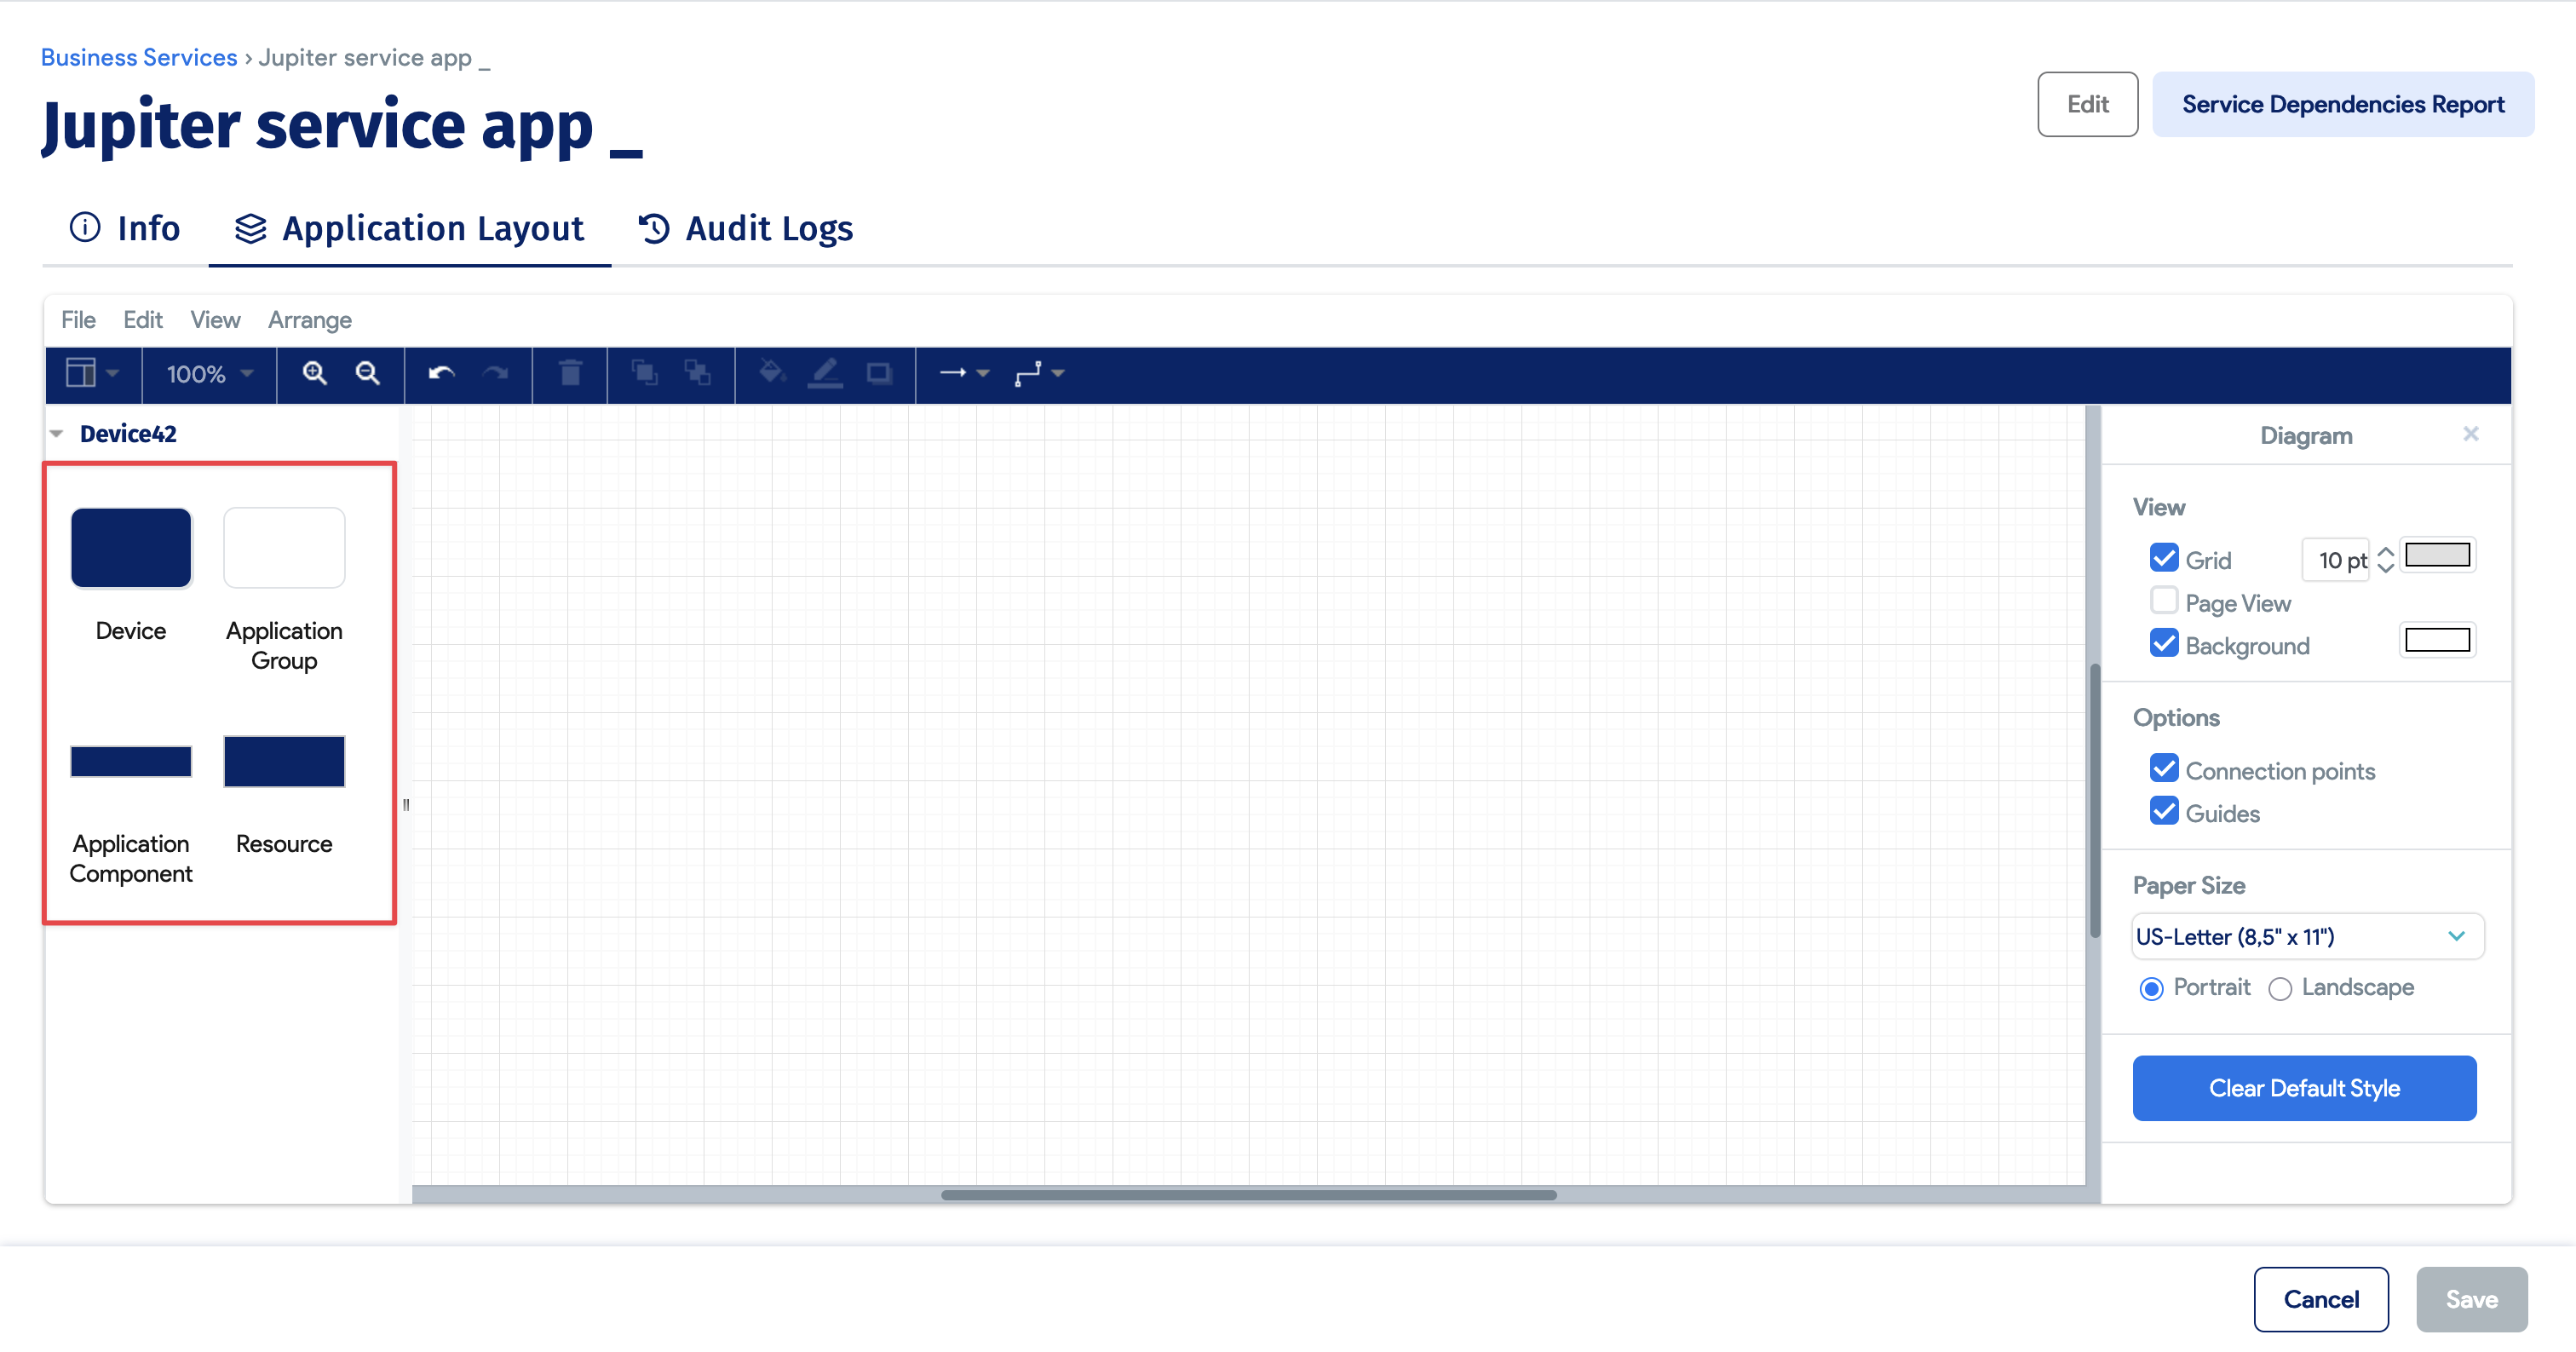 Business Services › Jupiter service app _
Jupiter service app _
Edit
Service Dependencies Report
Info
Application Layout
Audit Logs
File Edit View Arrange
100%
Device42
Device
Application
Group
Application
Component
Resource
Diagram
View
Grid
10 pt
Page View
Background
Options
Connection points
Guides
Paper Size
US-Letter (8,5" x 11")
Portrait
Landscape
Clear Default Style
Cancel
Save